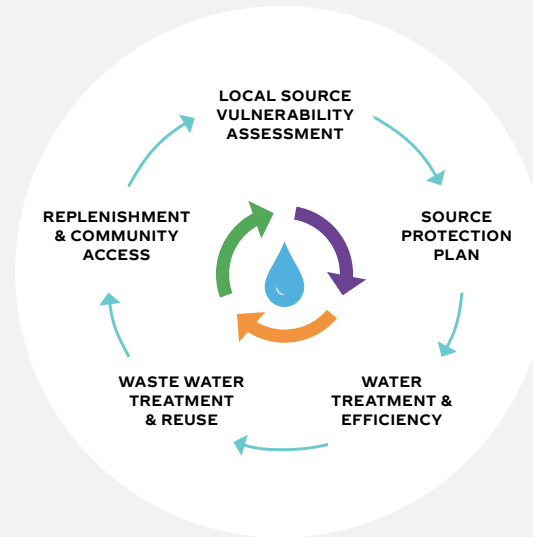 LOCAL SOURCE
VULNERABILITY
ASSESSMENT
SOURCE
PROTECTION
PLAN
WATER
TREATMENT &
EFFICIENCY
WASTE WATER
TREATMENT
& REUSE
REPLENISHMENT
& COMMUNITY
ACCESS